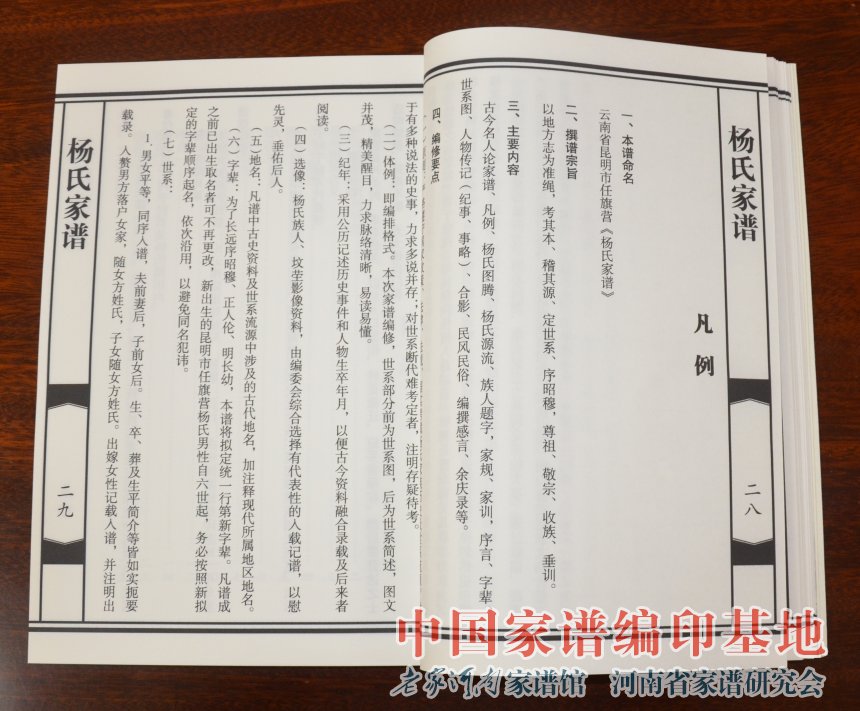 杨氏家谱
二八
凡例
一、本谱命名
云南省昆明市任旗营《杨氏家谱》
二、撰谱宗旨
以地方志为准绳，考其本、稽其源、定世系、序昭穆，尊祖、敬宗、收族、垂训。
三、主要内容
古今名人论家谱、凡例、杨氏图腾、杨氏源流、族人题字，家规、家训，序言、字辈
世系图、人物传记（纪事、事略）、合影、民风民俗、编撰感言、余庆录等。
四、编修要点
于有多种说法的史事，力求多说并存；对世系断代难考定者，注明存疑待考。
（二）体例：即编排格式。本次家谱编修，世系部分前为世系图，后为世系简述，图文
并茂，精美醒目，力求脉络清晰，易读易懂。
（三）纪年：采用公历记述历史事件和人物生卒年月，以便古今资料融合录载及后来者
阅读。
（四）选像：杨氏族人、坟茔影像资料，由编委会综合选择有代表性的入载记谱，以慰
先灵，垂佑后人。
（五）地名：凡谱中古史资料及世系流源中涉及的古代地名，加注释现代所属地区地名。
（六）字辈：为了长远序昭穆、正人伦、明长幼，本谱将拟定统一行第新字辈。凡谱成
之前已出生取名者可不再更改，新出生的昆明市任旗营杨氏男性自六世起，务必按照新拟
定的字辈顺序起名，依次沿用，以避免同名犯讳。
（七）世系：
1.男女平等，同序入谱，夫前妻后，子前女后。生、卒、葬及生平简介等皆如实扼要
载录。入赘男方落户女家，随女方姓氏，子女随女方姓氏。出嫁女性记载入谱，并注明出
杨氏家谱
二九
中国家谱编印基地
老家河南家谱馆 河南省家谱研究会